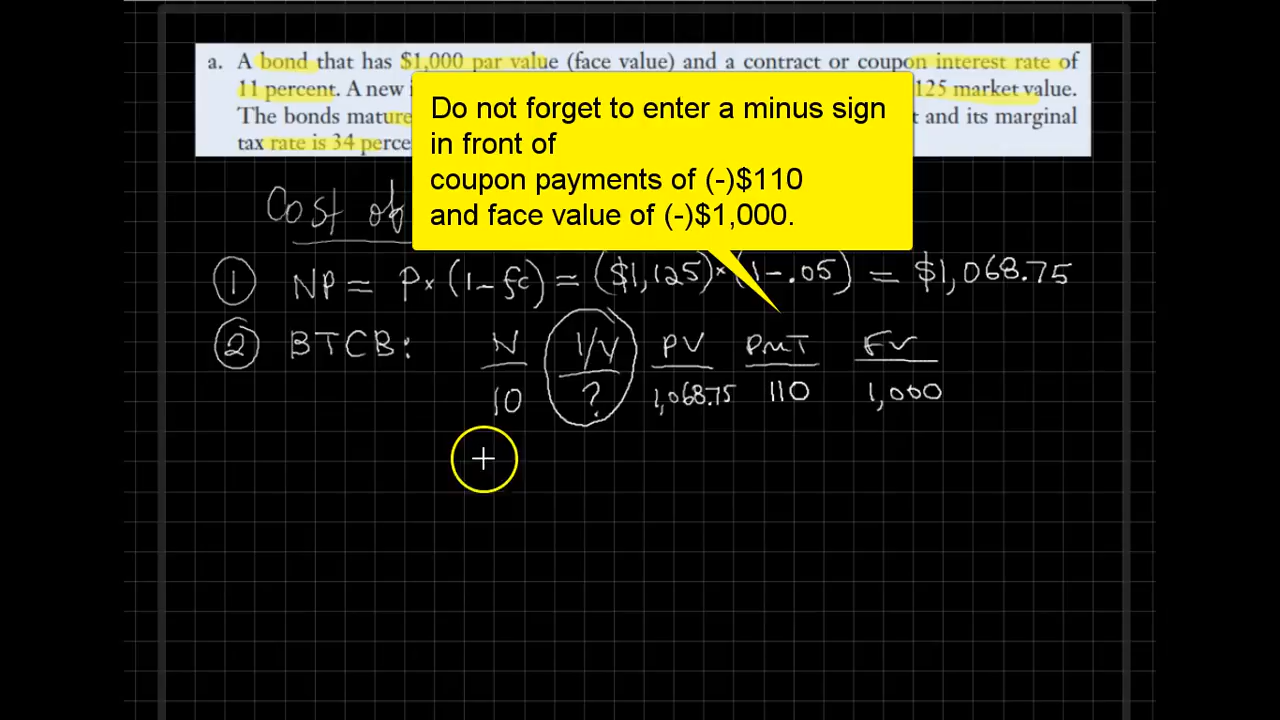 a. A bond that has $1,000 par value (face value) and a contract or coupon interest rate of
11 percent. A new 125 market value.
The bonds mature and its marginal
tax rate is 34
Do not forget to enter a minus sign
in front of
coupon payments of (-)$110
and face value of (-)$1,000.
Cost of
1 NP = P x (1-fc) = ($1,125) x (1-.05) = $1,068.75
2 BTCB: N I/Y PV PMT FV
10 ? 1,068.75 110 1,000